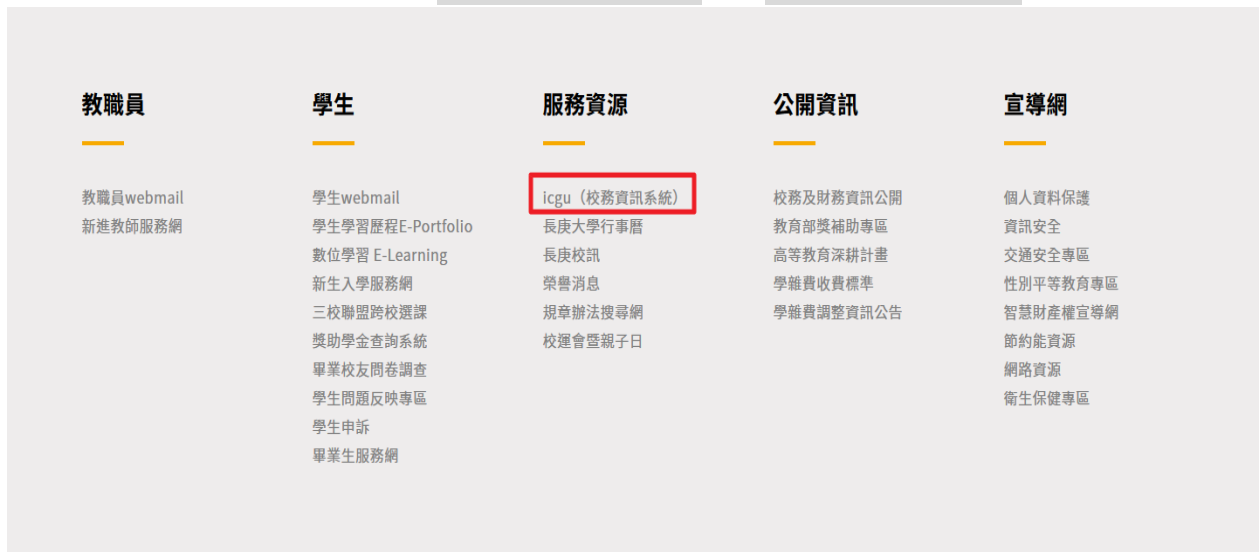 教職員
教職員webmail
新進教師服務網
學生
學生webmail
學生學習歷程E-Portfolio
數位學習 E-Learning
新生入學服務網
三校聯盟跨校選課
獎助學金查詢系統
畢業校友問卷調查
學生問題反映專區
學生申訴
畢業生服務網
服務資源
icgu（校務資訊系統）
長庚大學行事曆
長庚校訊
榮譽消息
規章辦法搜尋網
校運會暨親子日
公開資訊
校務及財務資訊公開
教育部獎補助專區
高等教育深耕計畫
學雜費收費標準
學雜費調整資訊公告
宣導網
個人資料保護
資訊安全
交通安全專區
性別平等教育專區
智慧財產權宣導網
節約能資源
網路資源
衛生保健專區